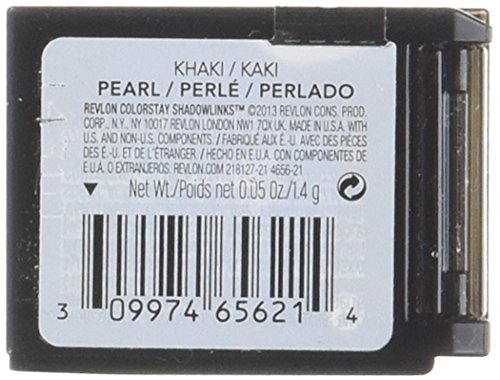 KHAKI / KAKI
PEARL / PERLÉ / PERLADO
REVLON COLORSTAY SHADOWLINKS™ ©2013 REVLON CONS. PROD.
CORP., N.Y., NY 10017 REVLON LONDON NW1 7QX UK. MADE IN U.S.A. WITH
U.S. AND NON-U.S. COMPONENTS. / FABRIQUÉ AUX É.-U. AVEC DES PIÈCES
DES É.-U. ET DE L'ÉTRANGER. / HECHO EN E.U.A. CON COMPONENTES DE
E.U.A. O EXTRANJEROS. REVLON.COM 218127-21 4656-21
Net Wt./Poids net 0.05 Oz/1.4 g
3 09974 65621 4